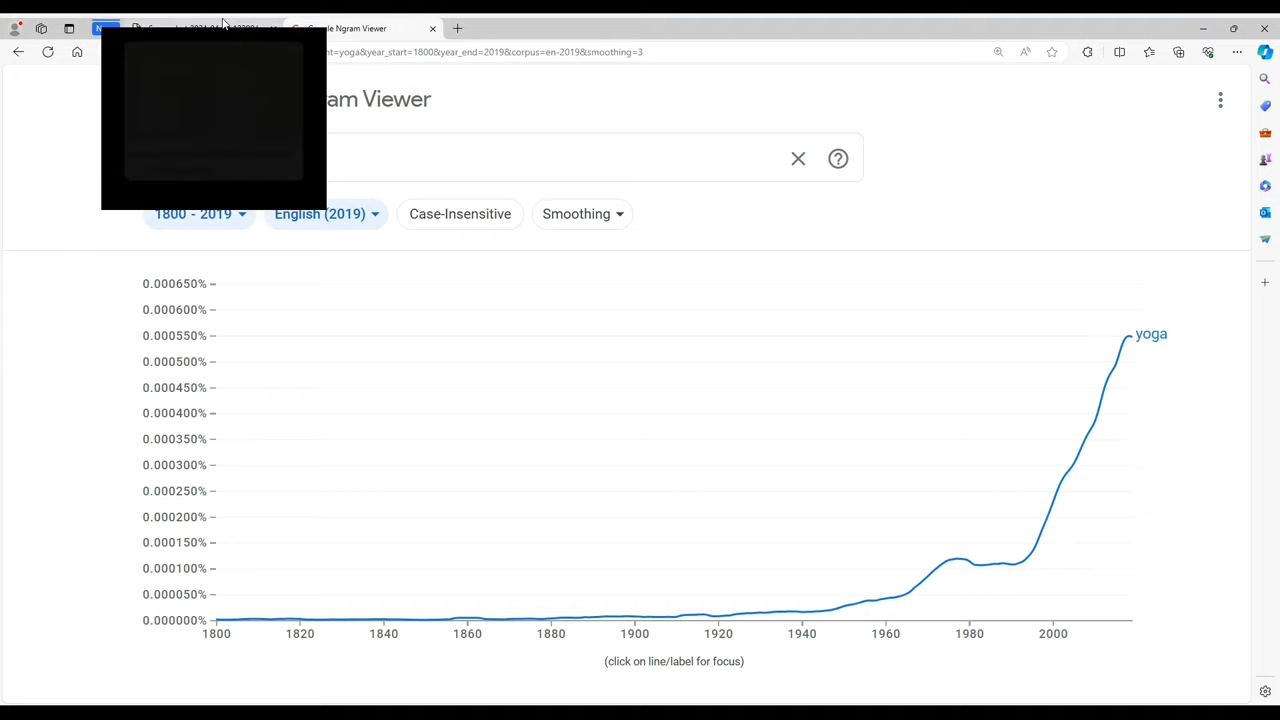 Google Ngram Viewer
nt=yoga&year_start=1800&year_end=2019&corpus=en-2019&smoothing=3
am Viewer
1800 - 2019
English (2019)
Case-Insensitive
Smoothing
0.000650%
0.000600%
0.000550%
yoga
0.000500%
0.000450%
0.000400%
0.000350%
0.000300%
0.000250%
0.000200%
0.000150%
0.000100%
0.000050%
0.000000%
1800 1820 1840 1860 1880 1900 1920 1940 1960 1980 2000
(click on line/label for focus)